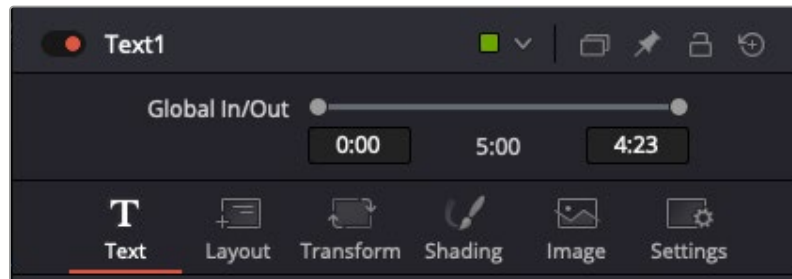 Text1
Global In/Out
0:00 5:00 4:23
T
Text Layout Transform Shading Image Settings